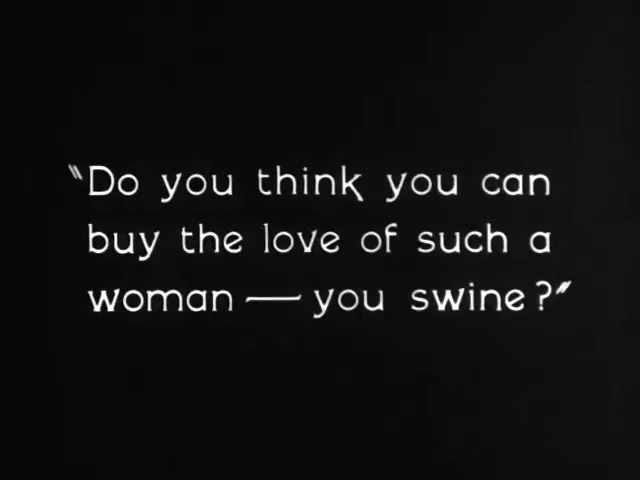 "Do you think you can
buy the love of such a
woman — you swine?"